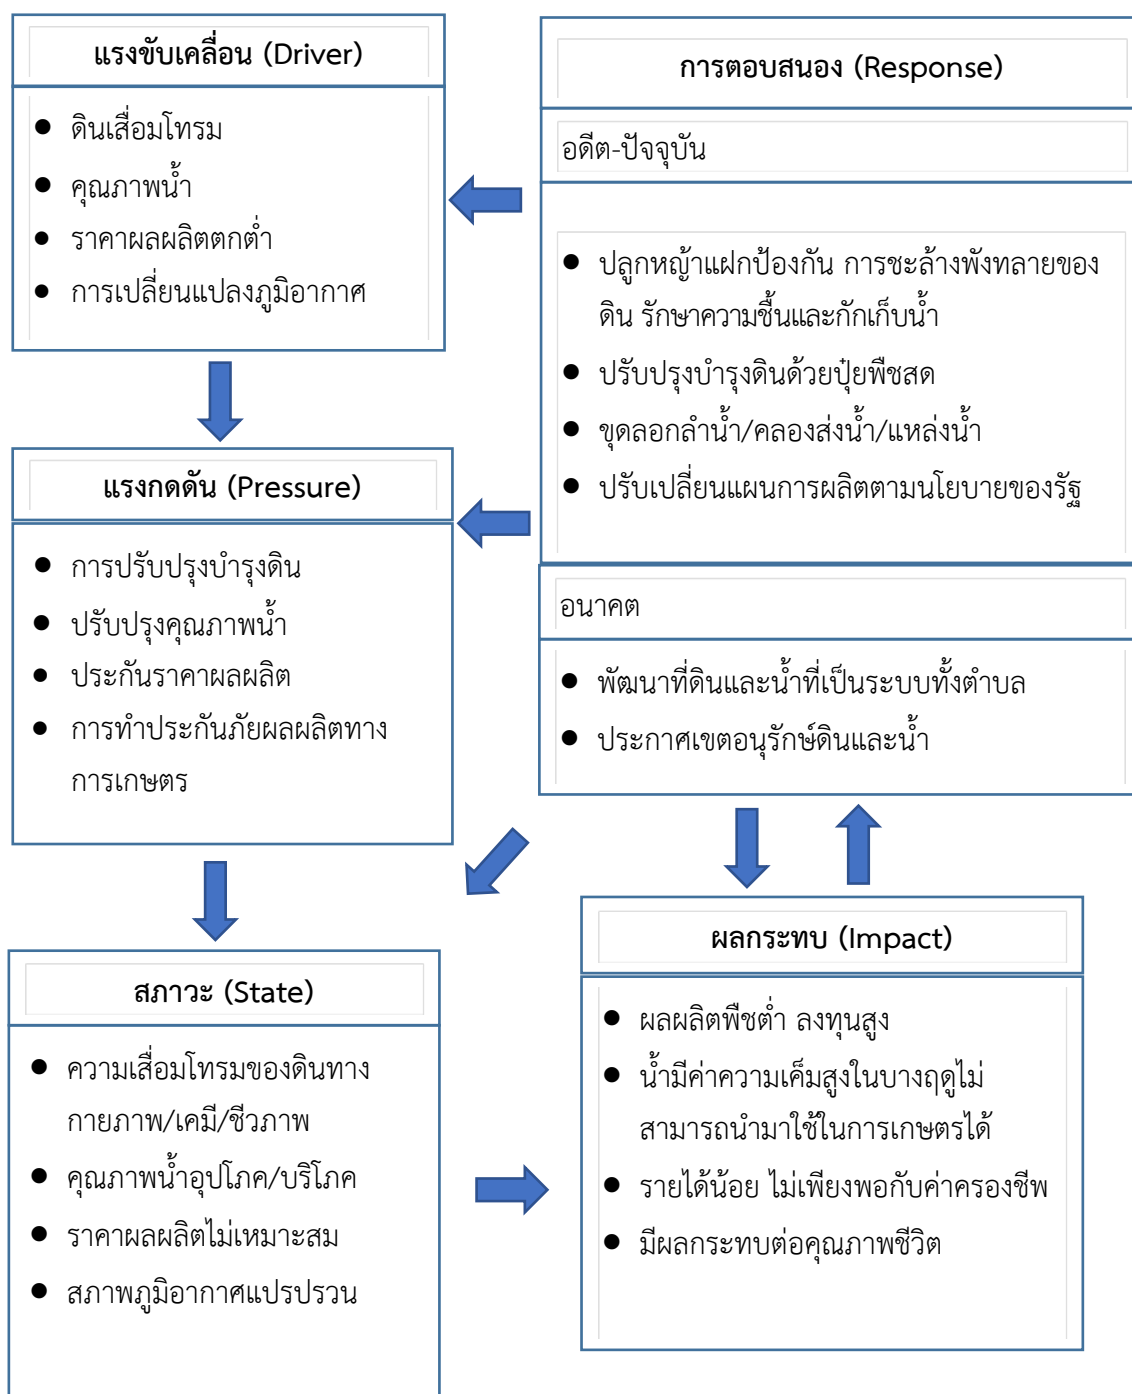 แรงขับเคลื่อน (Driver)
ดินเสื่อมโทรม
คุณภาพน้ำ
ราคาผลผลิตตกต่ำ
การเปลี่ยนแปลงภูมิอากาศ
แรงกดดัน (Pressure)
การปรับปรุงบำรุงดิน
ปรับปรุงคุณภาพน้ำ
ประกันราคาผลผลิต
การทำประกันภัยผลผลิตทาง
การเกษตร
สภาวะ (State)
ความเสื่อมโทรมของดินทาง
กายภาพ/เคมี/ชีวภาพ
คุณภาพน้ำอุปโภค/บริโภค
ราคาผลผลิตไม่เหมาะสม
สภาพภูมิอากาศแปรปรวน
การตอบสนอง (Response)
อดีต-ปัจจุบัน
ปลูกหญ้าแฝกป้องกัน การชะล้างพังทลายของ
ดิน รักษาความชื้นและกักเก็บน้ำ
ปรับปรุงบำรุงดินด้วยปุ๋ยพืชสด
ขุดลอกลำน้ำ/คลองส่งน้ำ/แหล่งน้ำ
ปรับเปลี่ยนแผนการผลิตตามนโยบายของรัฐ
อนาคต
พัฒนาที่ดินและน้ำที่เป็นระบบทั้งตำบล
ประกาศเขตอนุรักษ์ดินและน้ำ
ผลกระทบ (Impact)
ผลผลิตพืชต่ำ ลงทุนสูง
น้ำมีค่าความเค็มสูงในบางฤดูไม่
สามารถนำมาใช้ในการเกษตรได้
รายได้น้อย ไม่เพียงพอกับค่าครองชีพ
มีผลกระทบต่อคุณภาพชีวิต